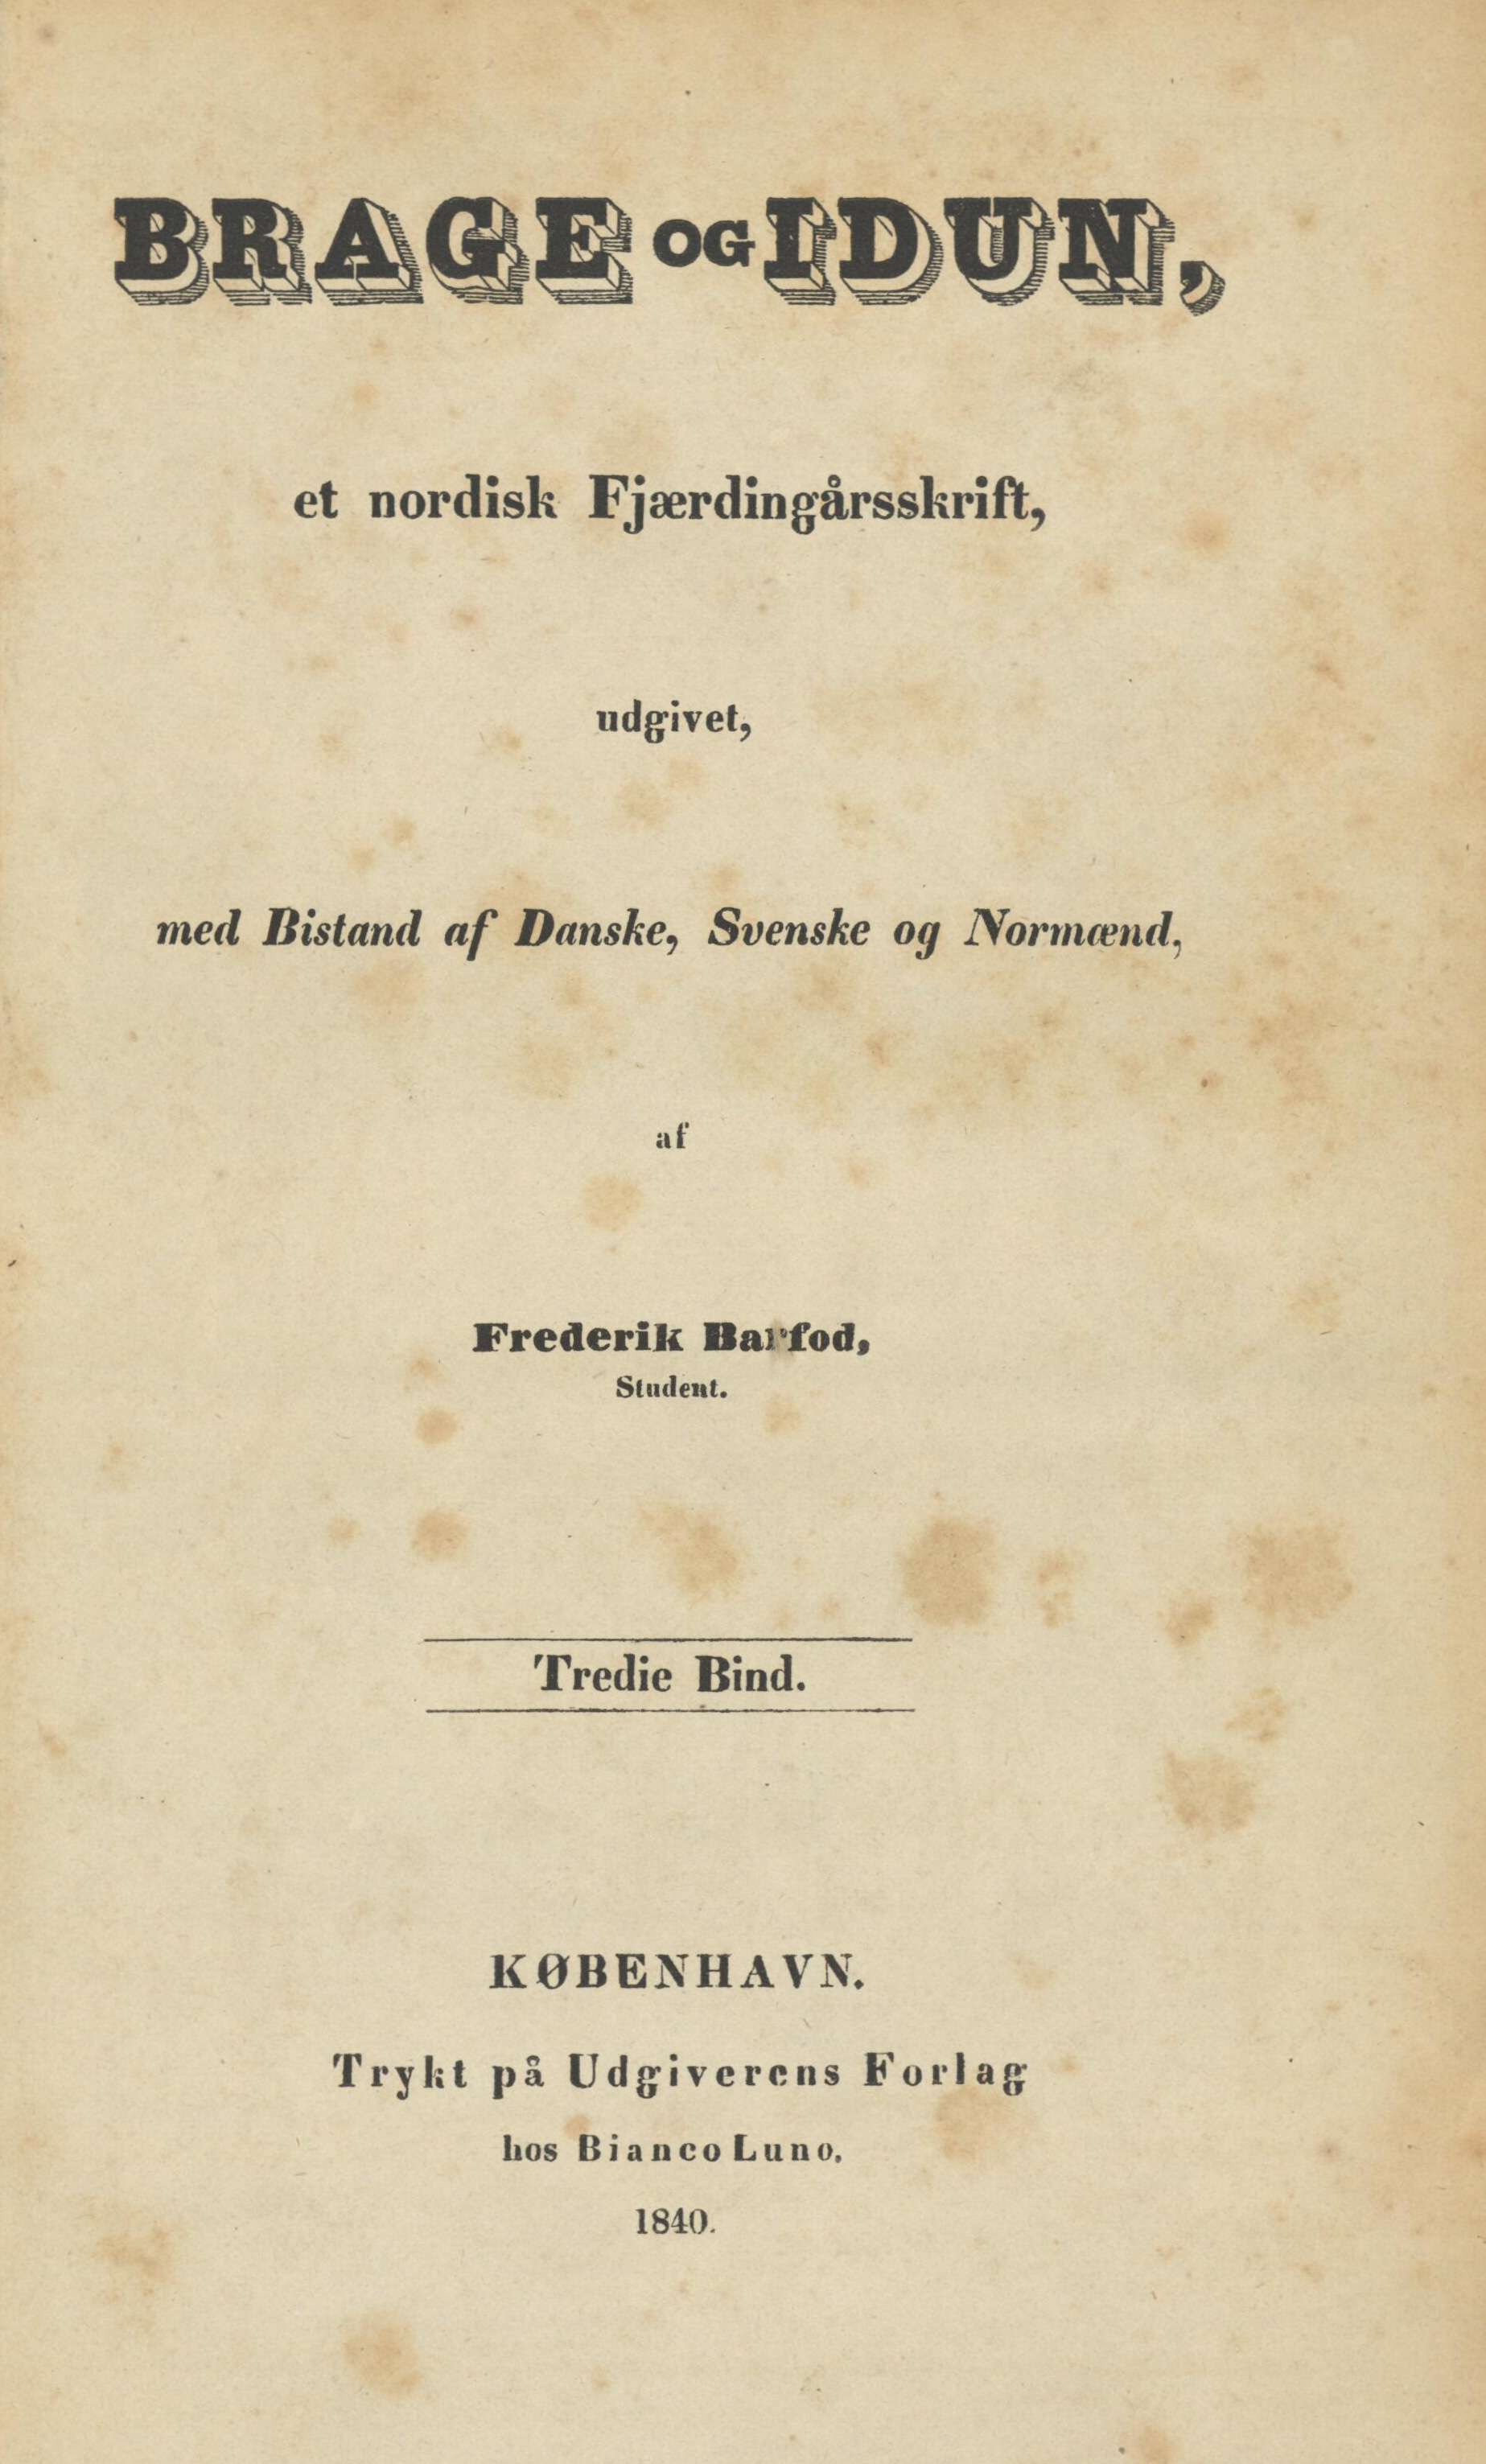 BRAGE OG IDUN,
et nordisk Fjærdingårsskrift,
udgivet,
med Bistand af Danske, Svenske og Normænd,
af
Frederik Barfod,
Student.
Tredie Bind.
KØBENHAVN.
Trykt på Udgiverens Forlag
hos Bianco Luno.
1840.